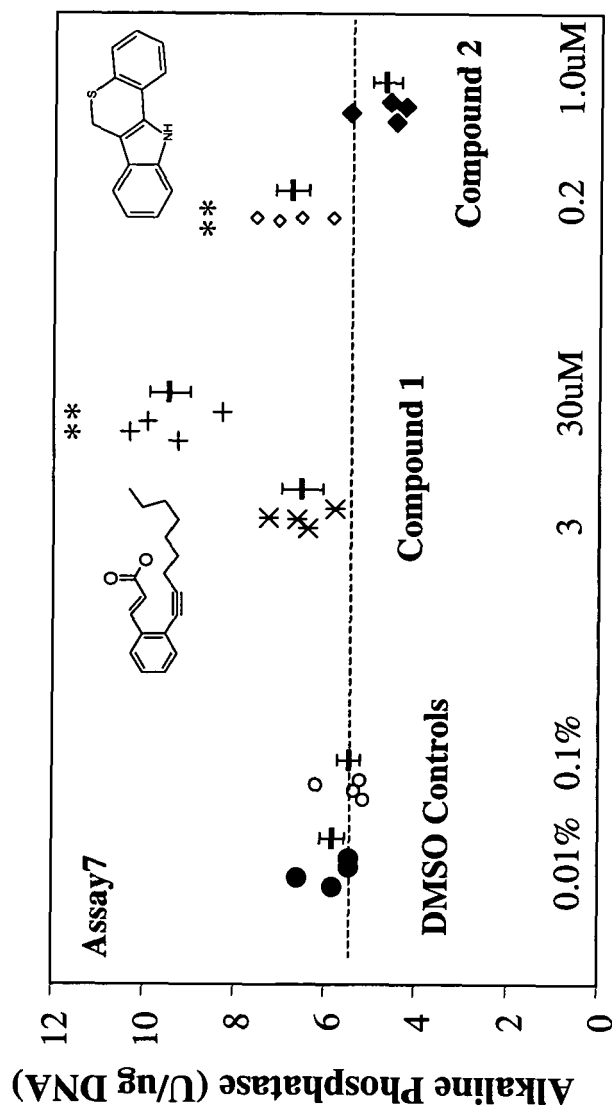 Assay7
Alkaline Phosphatase (U/ug DNA)
12
10
8
6
4
2
0
O
O
S
NH
**
**
DMSO Controls
Compound 1
Compound 2
0.01%
0.1%
3
30uM
0.2
1.0uM